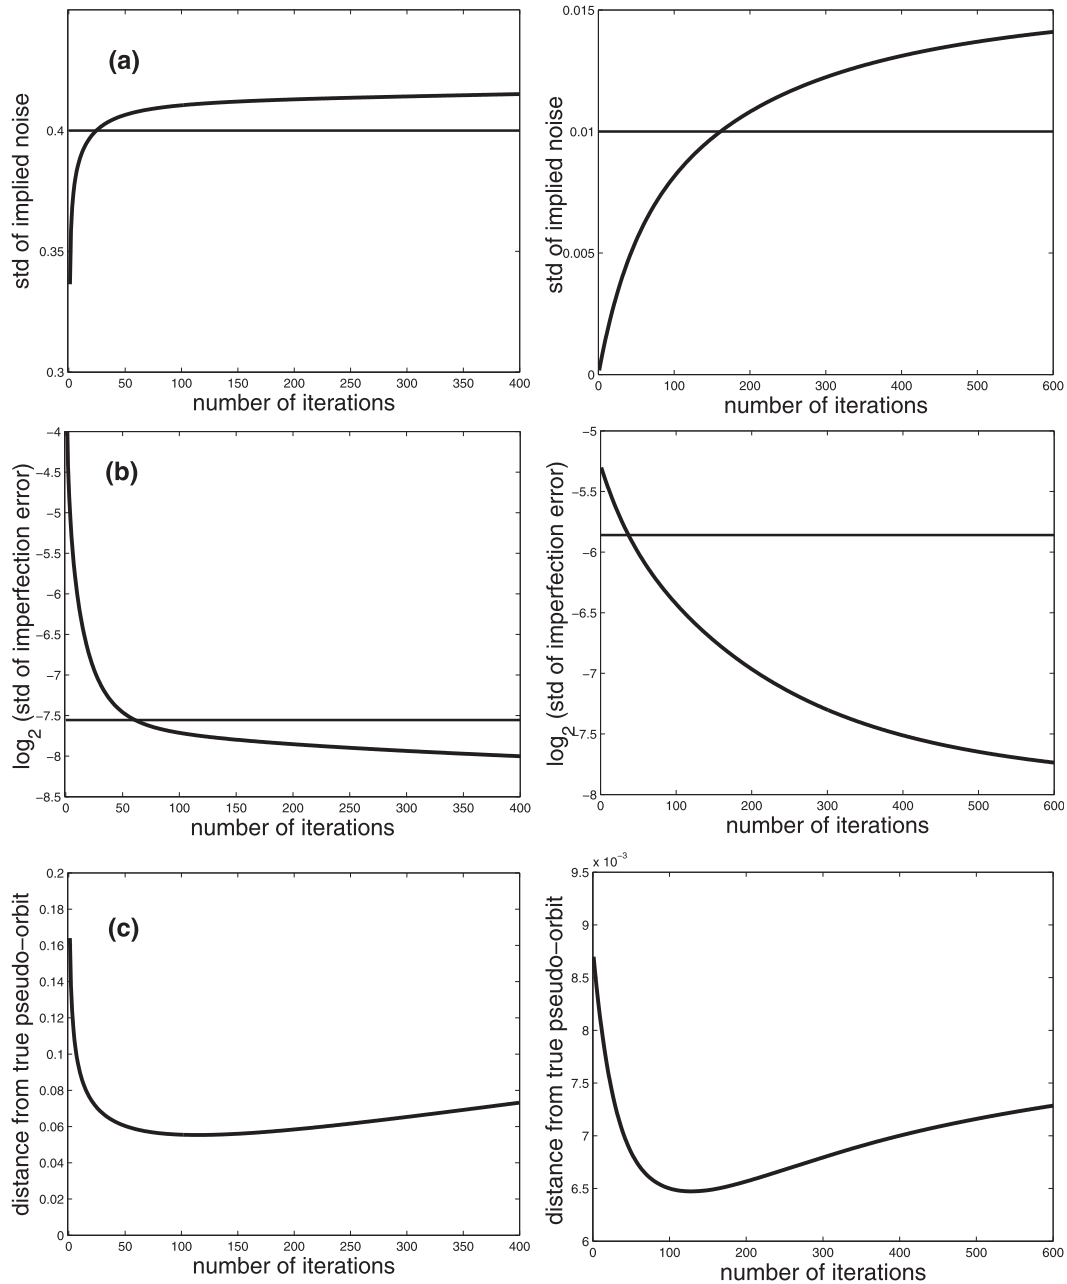 (a)
std of implied noise
0.4
0.35
0.3
0 50 100 150 200 250 300 350 400
number of iterations
0.015
0.01
0.005
0
std of implied noise
0 100 200 300 400 500 600
number of iterations
(b)
log2 (std of imperfection error)
−4
−4.5
−5
−5.5
−6
−6.5
−7
−7.5
−8
−8.5
0 50 100 150 200 250 300 350 400
number of iterations
log2 (std of imperfection error)
−5
−5.5
−6
−6.5
−7
−7.5
−8
0 100 200 300 400 500 600
number of iterations
(c)
distance from true pseudo−orbit
0.2
0.18
0.16
0.14
0.12
0.1
0.08
0.06
0.04
0.02
0
0 50 100 150 200 250 300 350 400
number of iterations
x 10−3
distance from true pseudo−orbit
9.5
9
8.5
8
7.5
7
6.5
6
0 100 200 300 400 500 600
number of iterations